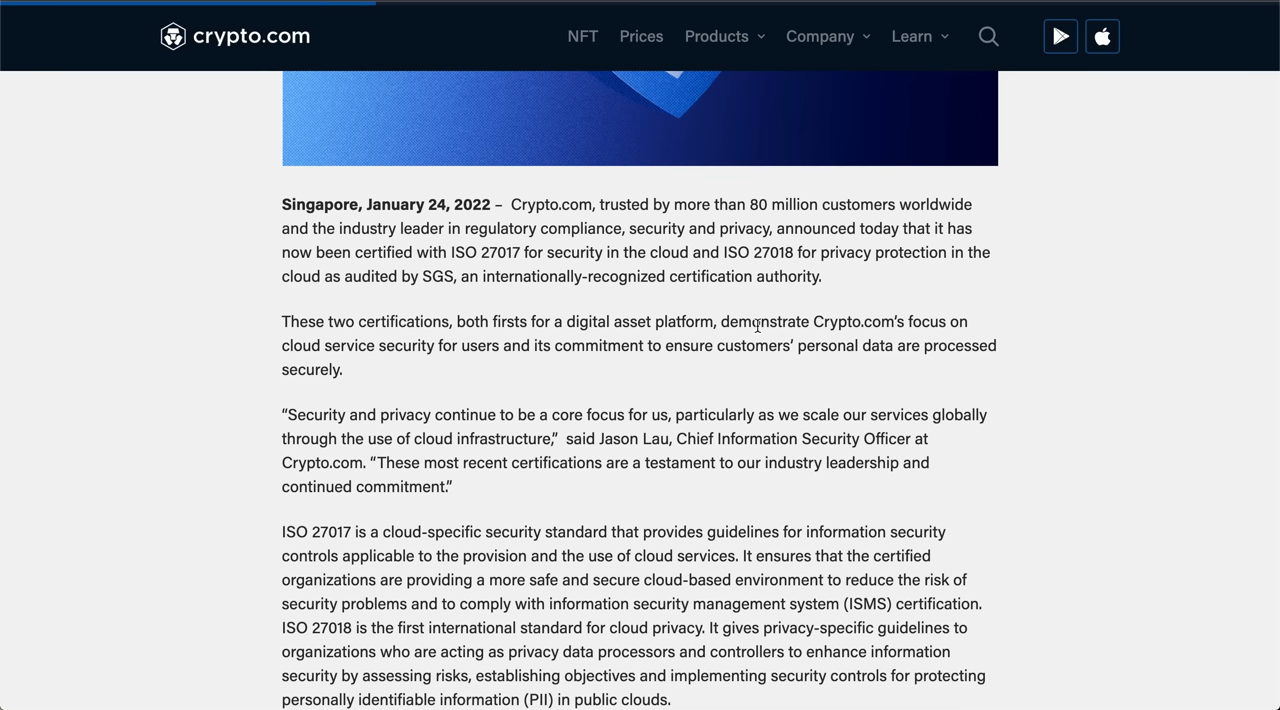 crypto.com
NFT Prices Products Company Learn
Singapore, January 24, 2022 – Crypto.com, trusted by more than 80 million customers worldwide
and the industry leader in regulatory compliance, security and privacy, announced today that it has
now been certified with ISO 27017 for security in the cloud and ISO 27018 for privacy protection in the
cloud as audited by SGS, an internationally-recognized certification authority.
These two certifications, both firsts for a digital asset platform, demonstrate Crypto.com’s focus on
cloud service security for users and its commitment to ensure customers’ personal data are processed
securely.
“Security and privacy continue to be a core focus for us, particularly as we scale our services globally
through the use of cloud infrastructure,” said Jason Lau, Chief Information Security Officer at
Crypto.com. “These most recent certifications are a testament to our industry leadership and
continued commitment.”
ISO 27017 is a cloud-specific security standard that provides guidelines for information security
controls applicable to the provision and the use of cloud services. It ensures that the certified
organizations are providing a more safe and secure cloud-based environment to reduce the risk of
security problems and to comply with information security management system (ISMS) certification.
ISO 27018 is the first international standard for cloud privacy. It gives privacy-specific guidelines to
organizations who are acting as privacy data processors and controllers to enhance information
security by assessing risks, establishing objectives and implementing security controls for protecting
personally identifiable information (PII) in public clouds.